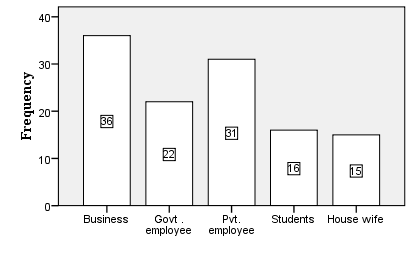 Frequency
40
30
20
10
0
36
22
31
16
15
Business
Govt .
employee
Pvt.
employee
Students
House wife